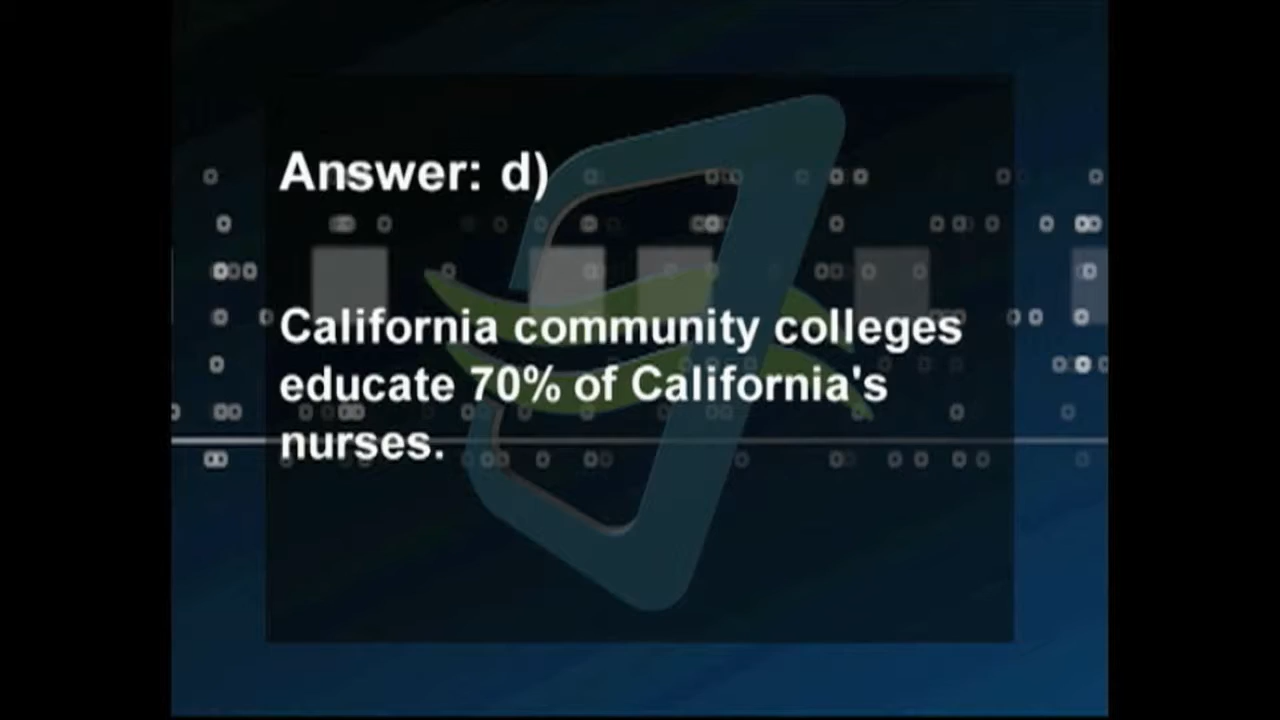 Answer: d)
California community colleges
educate 70% of California's
nurses.